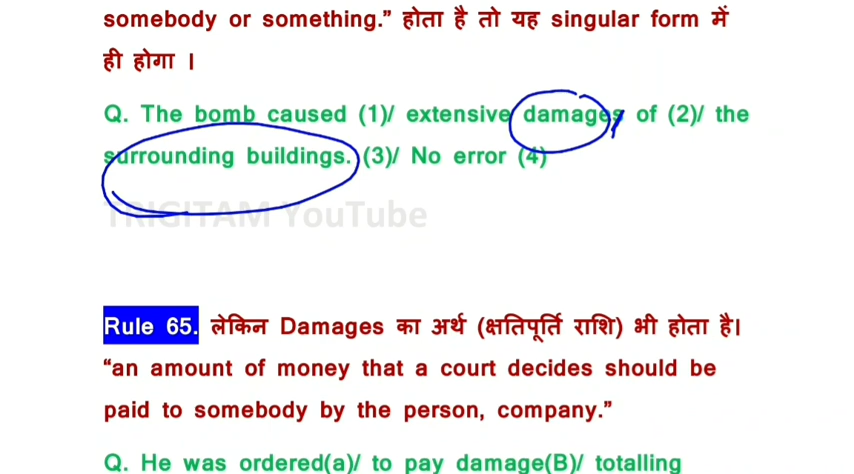 somebody or something.” होता है तो यह singular form में
ही होगा ।
Q. The bomb caused (1)/ extensive damages of (2)/ the
surrounding buildings. (3)/ No error (4)
TRIGITAM YouTube
Rule 65. लेकिन Damages का अर्थ (क्षतिपूर्ति राशि) भी होता है।
“an amount of money that a court decides should be
paid to somebody by the person, company.”
Q. He was ordered(a)/ to pay damage(B)/ totalling